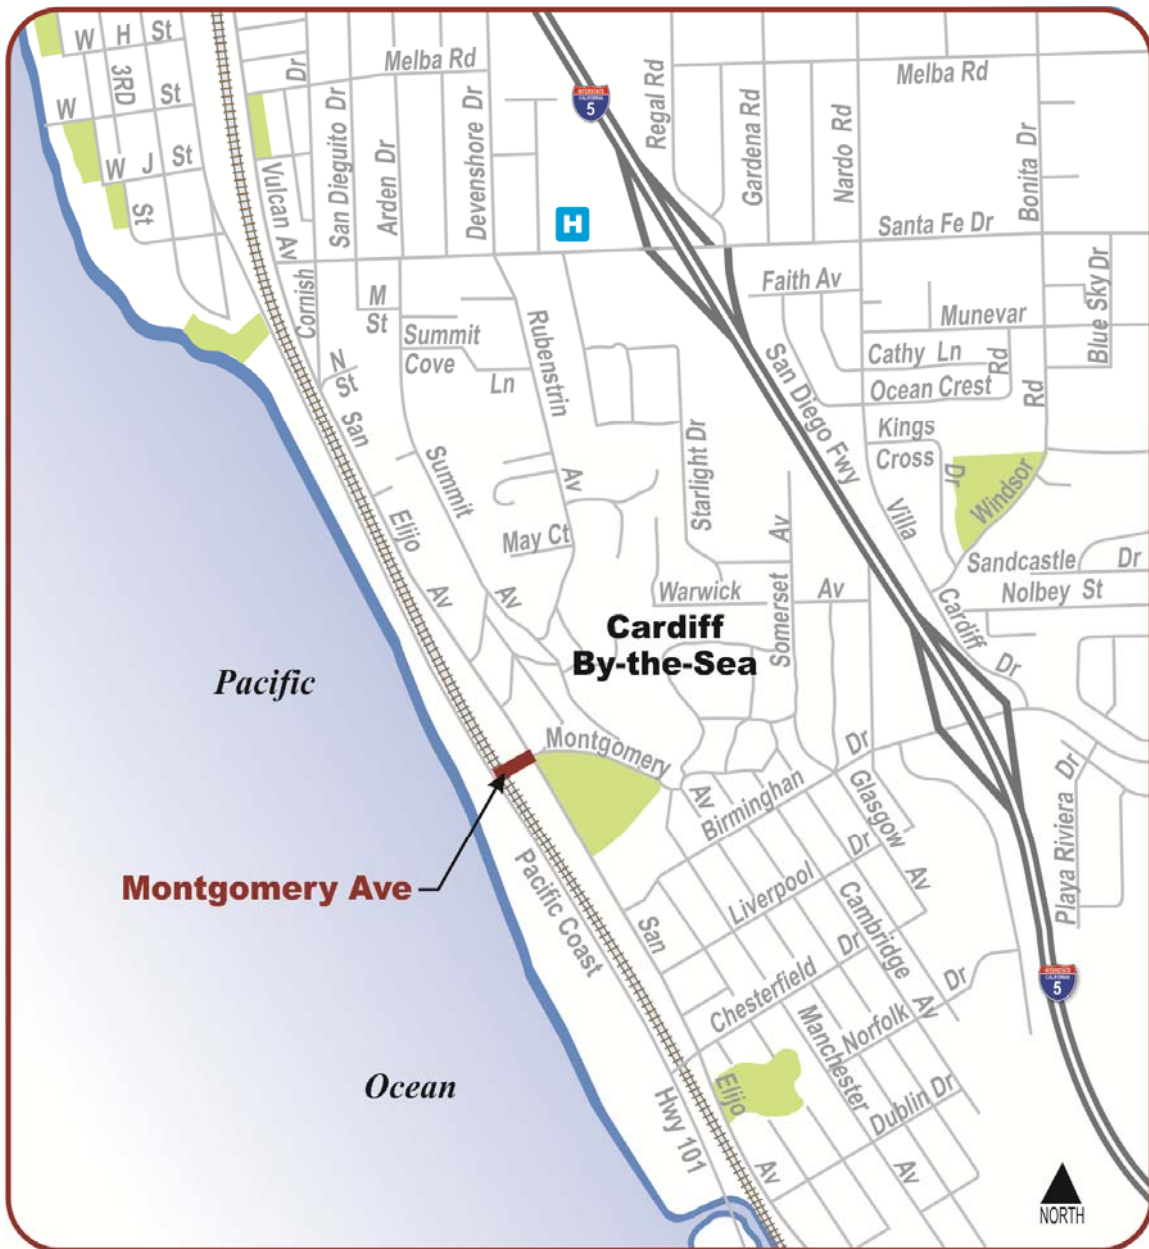 W H St
3RD
W St
W J St
St
Dr
Melba Rd
Vulcan Av
San Dieguito Dr
Arden Dr
Devenshore Dr
INTERSTATE
CALIFORNIA
5
Regal Rd
Gardena Rd
Nardo Rd
Melba Rd
Bonita Dr
H
Santa Fe Dr
Cornish
M
St
Summit
Cove
Ln
Rubenstrin
Av
Faith Av
Munevar
Rd
Blue Sky Dr
Cathy Ln
Ocean Crest
Rd
N
St
San
Elijo
Av
Summit
Av
May Ct
Starlight Dr
San Diego Fwy
Kings
Cross
Dr
Windsor
Villa
Cardiff
Dr
Sandcastle Dr
Nolbey St
Warwick
Av
Somerset
Av
Cardiff
By-the-Sea
Pacific
Montgomery
Av
Birminghan
Dr
Glasgow
Av
Playa Riviera Dr
Montgomery Ave
Pacific Coast
Hwy 101
San
Elijo
Av
Liverpool
Dr
Cambridge
Av
Chesterfield
Dr
Manchester
Av
Norfolk
Dr
Dublin Dr
INTERSTATE
CALIFORNIA
5
Ocean
NORTH